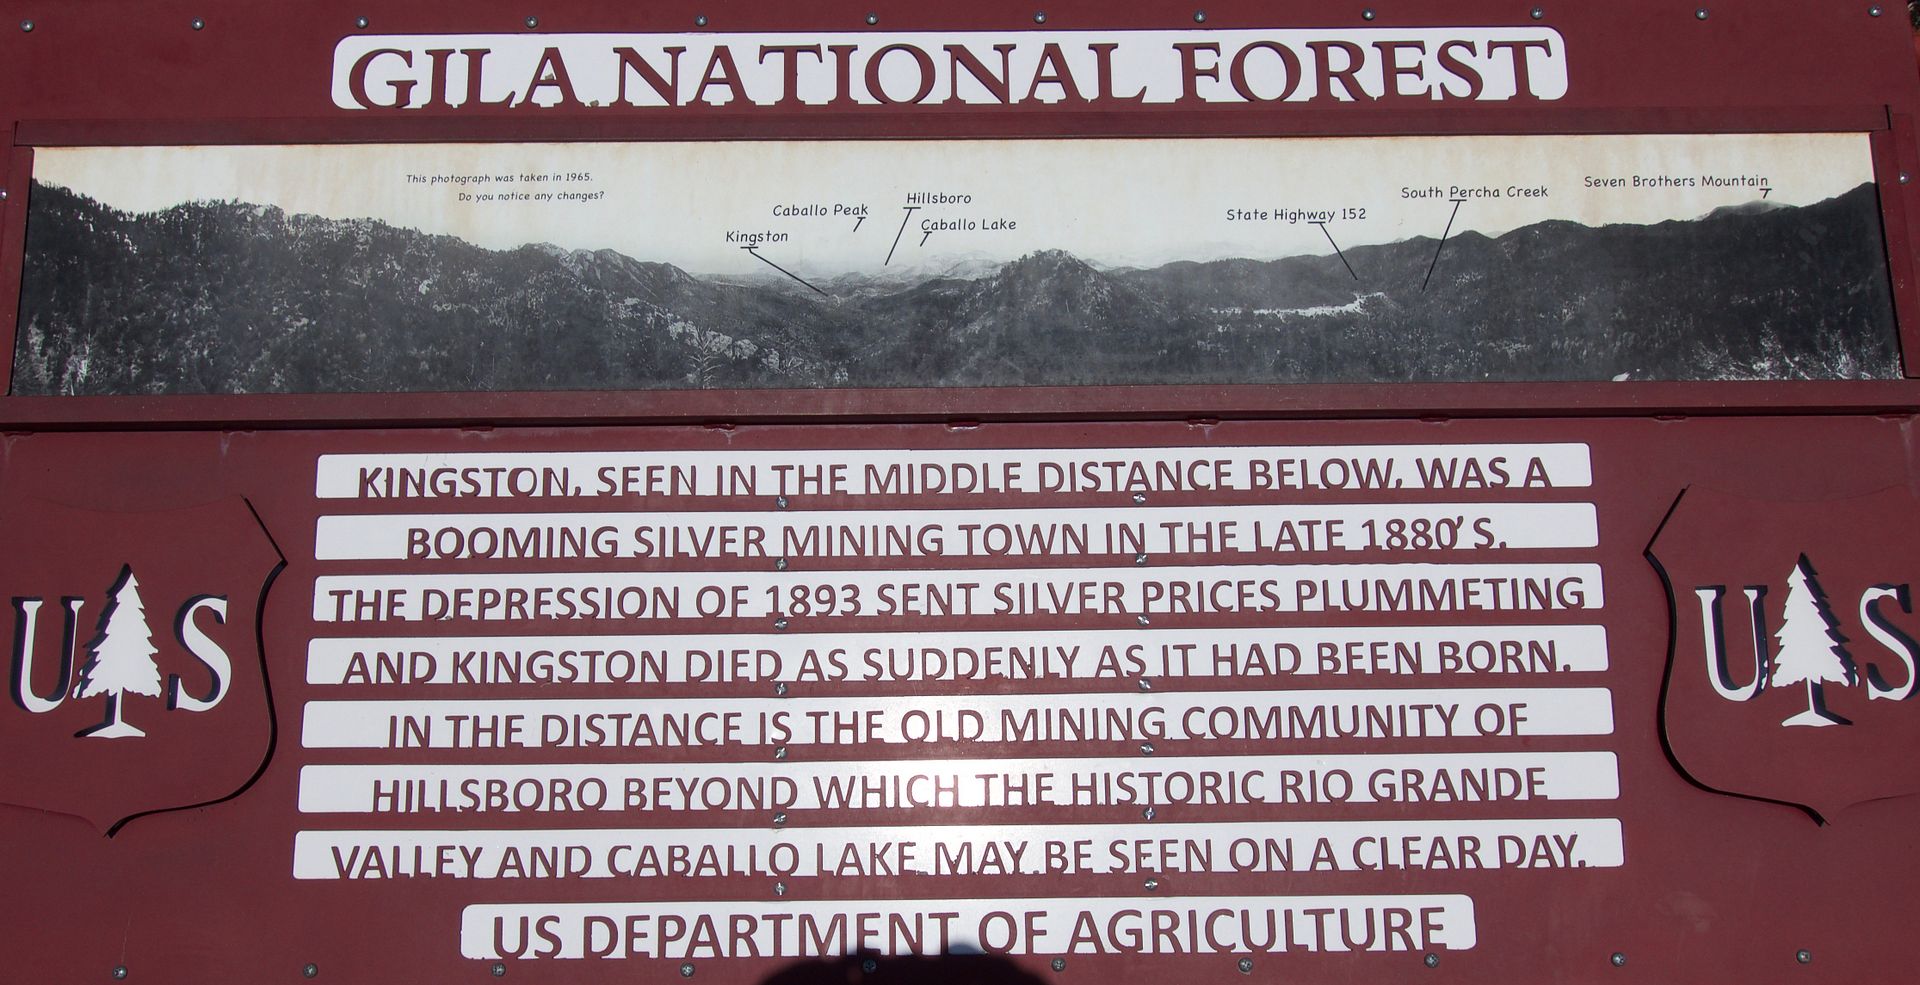 GILA NATIONAL FOREST
This photograph was taken in 1965.
Do you notice any changes?
Kingston
Caballo Peak
Hillsboro
Caballo Lake
State Highway 152
South Percha Creek
Seven Brothers Mountain
KINGSTON, SEEN IN THE MIDDLE DISTANCE BELOW, WAS A
BOOMING SILVER MINING TOWN IN THE LATE 1880'S.
THE DEPRESSION OF 1893 SENT SILVER PRICES PLUMMETING
AND KINGSTON DIED AS SUDDENLY AS IT HAD BEEN BORN.
IN THE DISTANCE IS THE OLD MINING COMMUNITY OF
HILLSBORO BEYOND WHICH THE HISTORIC RIO GRANDE
VALLEY AND CABALLO LAKE MAY BE SEEN ON A CLEAR DAY.
U S
U S
US DEPARTMENT OF AGRICULTURE